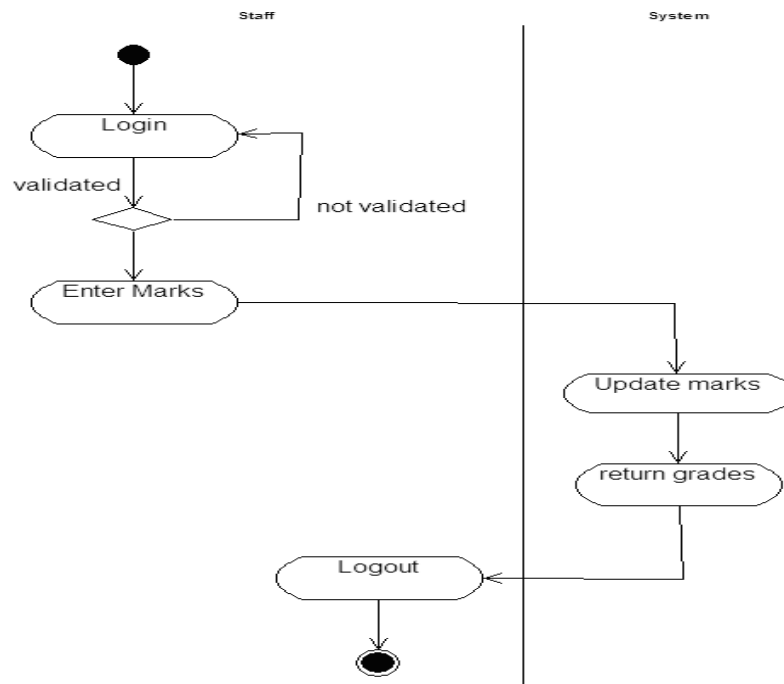 Staff
System
Login
validated
not validated
Enter Marks
Update marks
return grades
Logout